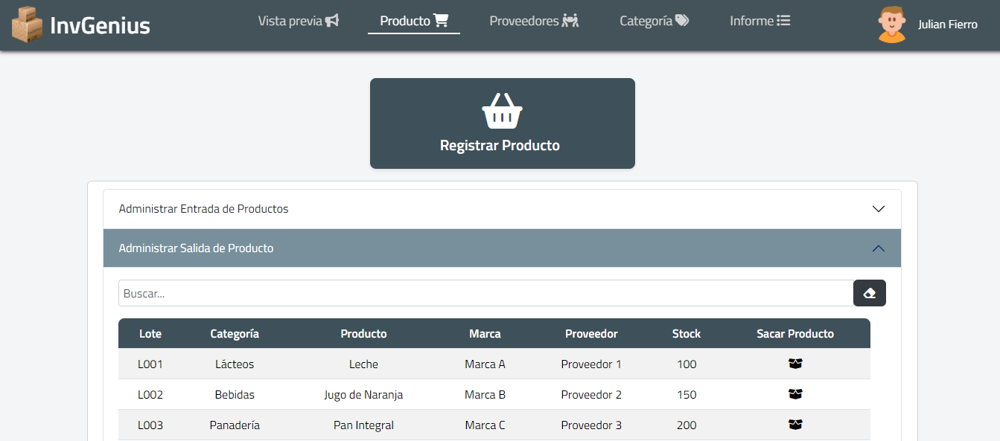 InvGenius Vista previa Producto Proveedores Categoría Informe Julian Fierro
Registrar Producto
Administrar Entrada de Productos
Administrar Salida de Producto
Buscar...
Lote Categoría Producto Marca Proveedor Stock Sacar Producto
L001 Lácteos Leche Marca A Proveedor 1 100
L002 Bebidas Jugo de Naranja Marca B Proveedor 2 150
L003 Panadería Pan Integral Marca C Proveedor 3 200